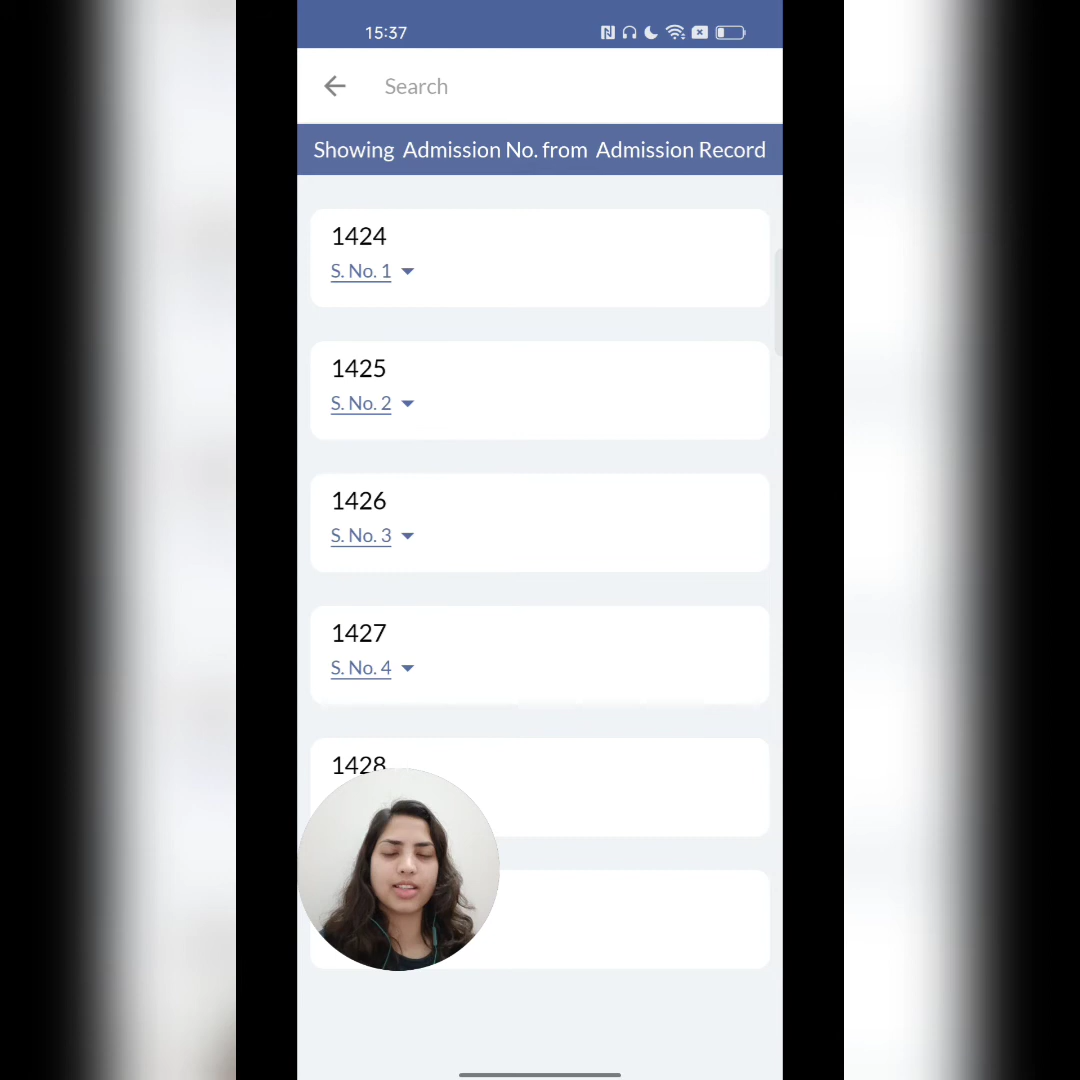 15:37
Search
Showing Admission No. from Admission Record
1424
S. No. 1
1425
S. No. 2
1426
S. No. 3
1427
S. No. 4
1428